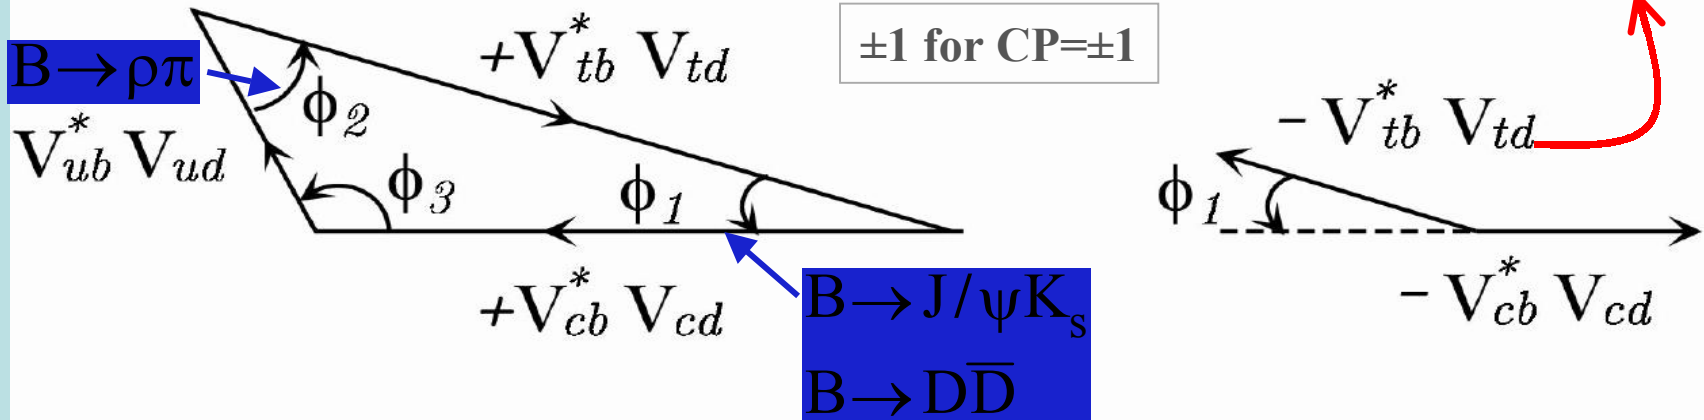 B→ρπ
+V*tb Vtd
±1 for CP=±1
ϕ2
V*ub Vud
ϕ3
ϕ1
+V*cb Vcd
B→J/ψKs
B→DD̅
− V*tb Vtd
ϕ1
− V*cb Vcd